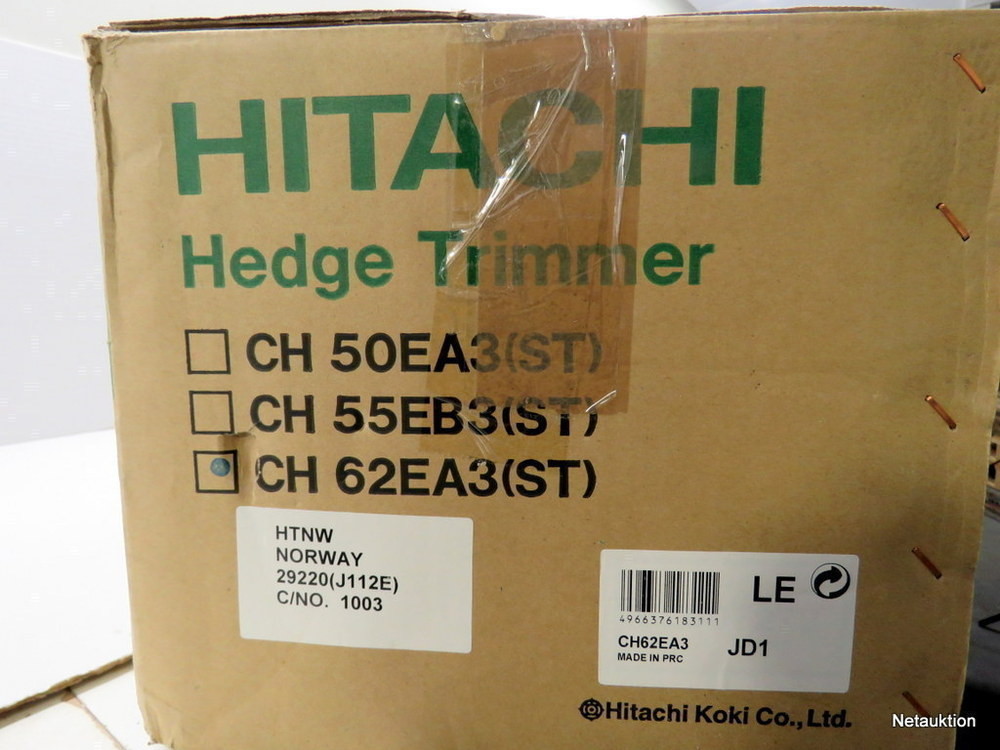 HITACHI
Hedge Trimmer
CH 50EA3(ST)
CH 55EB3(ST)
CH 62EA3(ST)
HTNW
NORWAY
29220(J112E)
C/NO. 1003
LE
4966376183111
CH62EA3 JD1
MADE IN PRC
Hitachi Koki Co., Ltd.
Netauktion